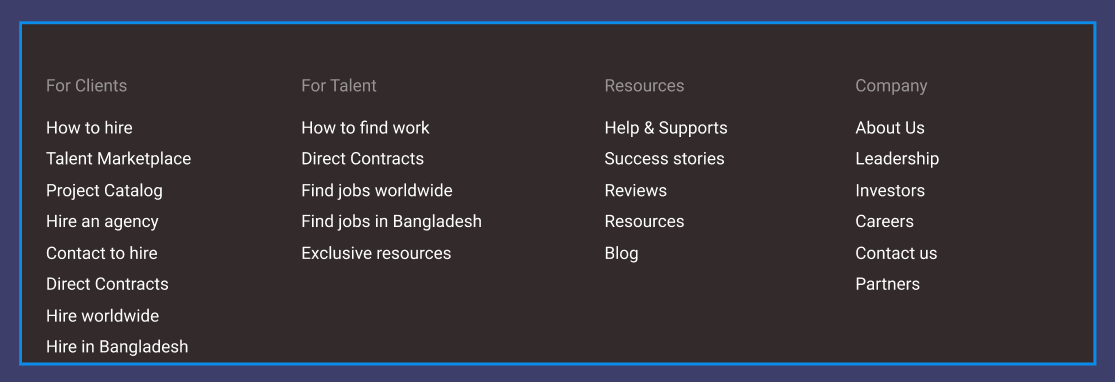 For Clients
How to hire
Talent Marketplace
Project Catalog
Hire an agency
Contact to hire
Direct Contracts
Hire worldwide
Hire in Bangladesh
For Talent
How to find work
Direct Contracts
Find jobs worldwide
Find jobs in Bangladesh
Exclusive resources
Resources
Help & Supports
Success stories
Reviews
Resources
Blog
Company
About Us
Leadership
Investors
Careers
Contact us
Partners